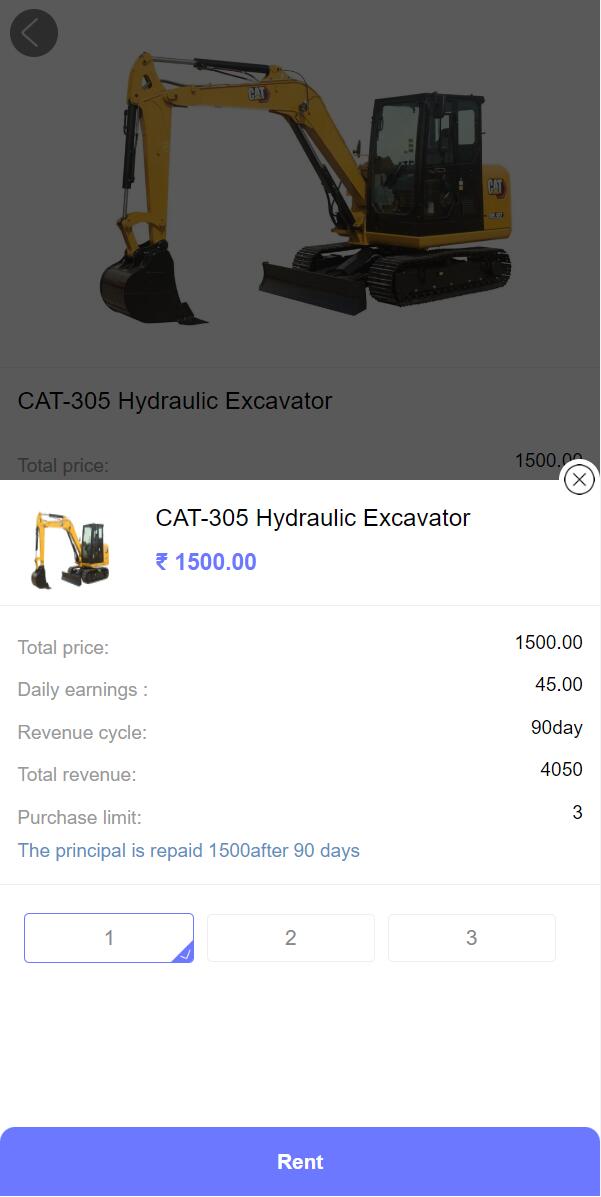 CAT
CAT
CAT-305 Hydraulic Excavator
Total price:
1500.00
CAT-305 Hydraulic Excavator
₹ 1500.00
Total price:
1500.00
Daily earnings :
45.00
Revenue cycle:
90day
Total revenue:
4050
Purchase limit:
3
The principal is repaid 1500after 90 days
1
2
3
Rent